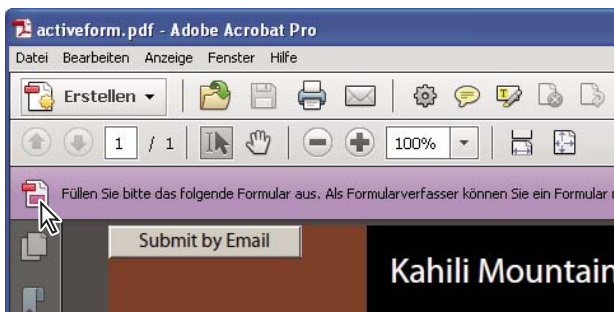 activeform.pdf - Adobe Acrobat Pro
Datei Bearbeiten Anzeige Fenster Hilfe
Erstellen
1 / 1 100%
Füllen Sie bitte das folgende Formular aus. Als Formularverfasser können Sie ein Formular
Submit by Email
Kahili Mountain